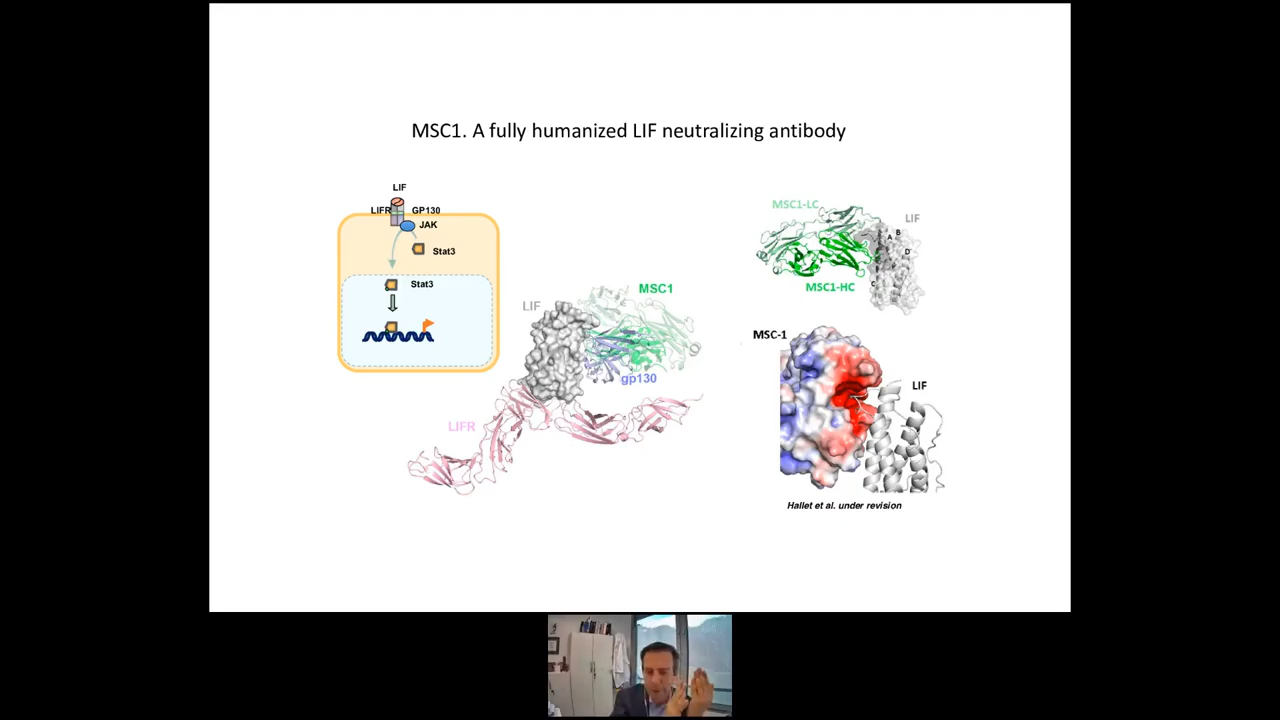 MSC1. A fully humanized LIF neutralizing antibody
LIF
LIFR
GP130
JAK
Stat3
Stat3
LIF
MSC1
gp130
LIFR
MSC1-LC
LIF
A
B
D
C
MSC1-HC
MSC-1
LIF
Hallet et al. under revision